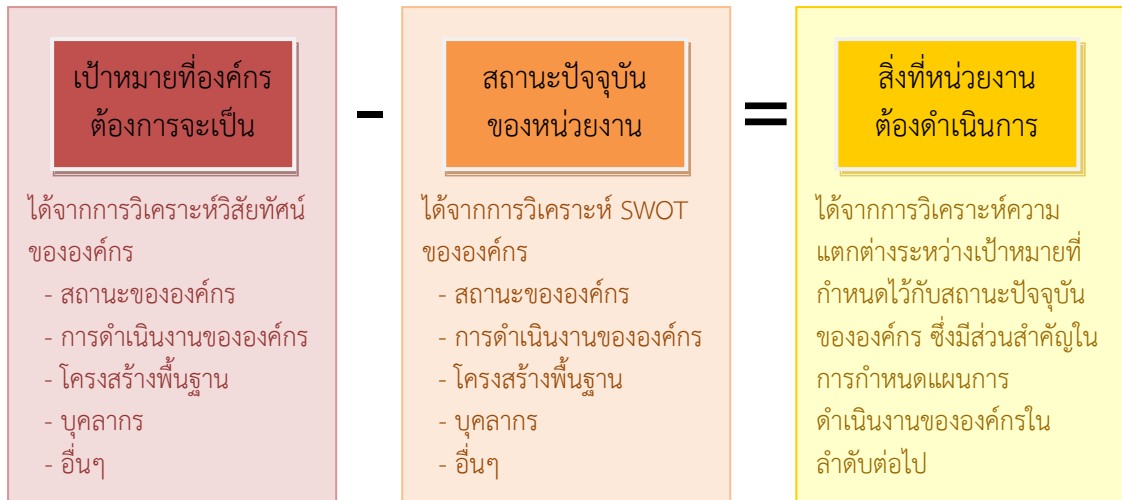 เป้าหมายที่องค์กร
ต้องการจะเป็น
ได้จากการวิเคราะห์วิสัยทัศน์
ขององค์กร
- สถานะขององค์กร
- การดำเนินงานขององค์กร
- โครงสร้างพื้นฐาน
- บุคลากร
- อื่นๆ
-
สถานะปัจจุบัน
ของหน่วยงาน
ได้จากการวิเคราะห์ SWOT
ขององค์กร
- สถานะขององค์กร
- การดำเนินงานขององค์กร
- โครงสร้างพื้นฐาน
- บุคลากร
- อื่นๆ
=
สิ่งที่หน่วยงาน
ต้องดำเนินการ
ได้จากการวิเคราะห์ความ
แตกต่างระหว่างเป้าหมายที่
กำหนดไว้กับสถานะปัจจุบัน
ขององค์กร ซึ่งมีส่วนสำคัญใน
การกำหนดแผนการ
ดำเนินงานขององค์กรใน
ลำดับต่อไป